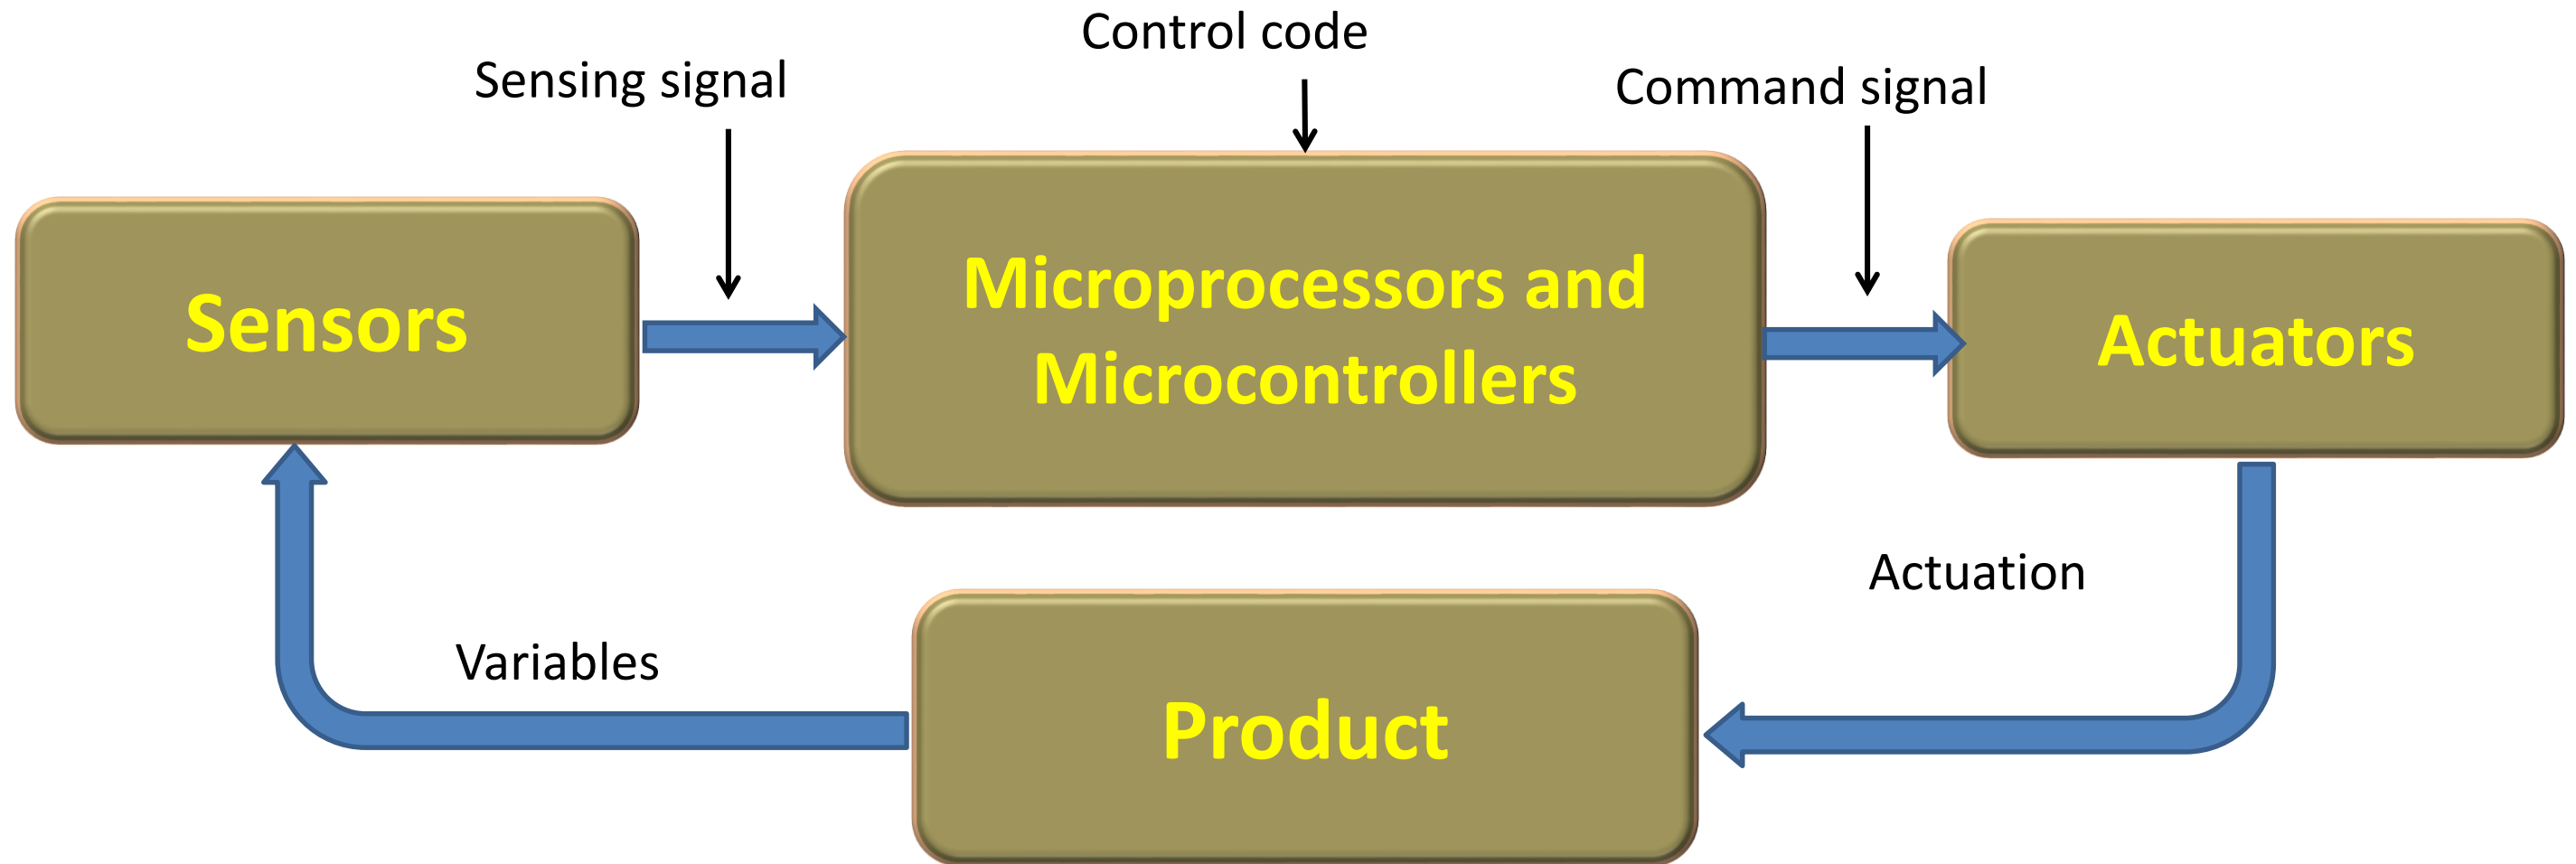 Control code
Sensing signal
Command signal
Sensors
Microprocessors and
Microcontrollers
Actuators
Actuation
Variables
Product